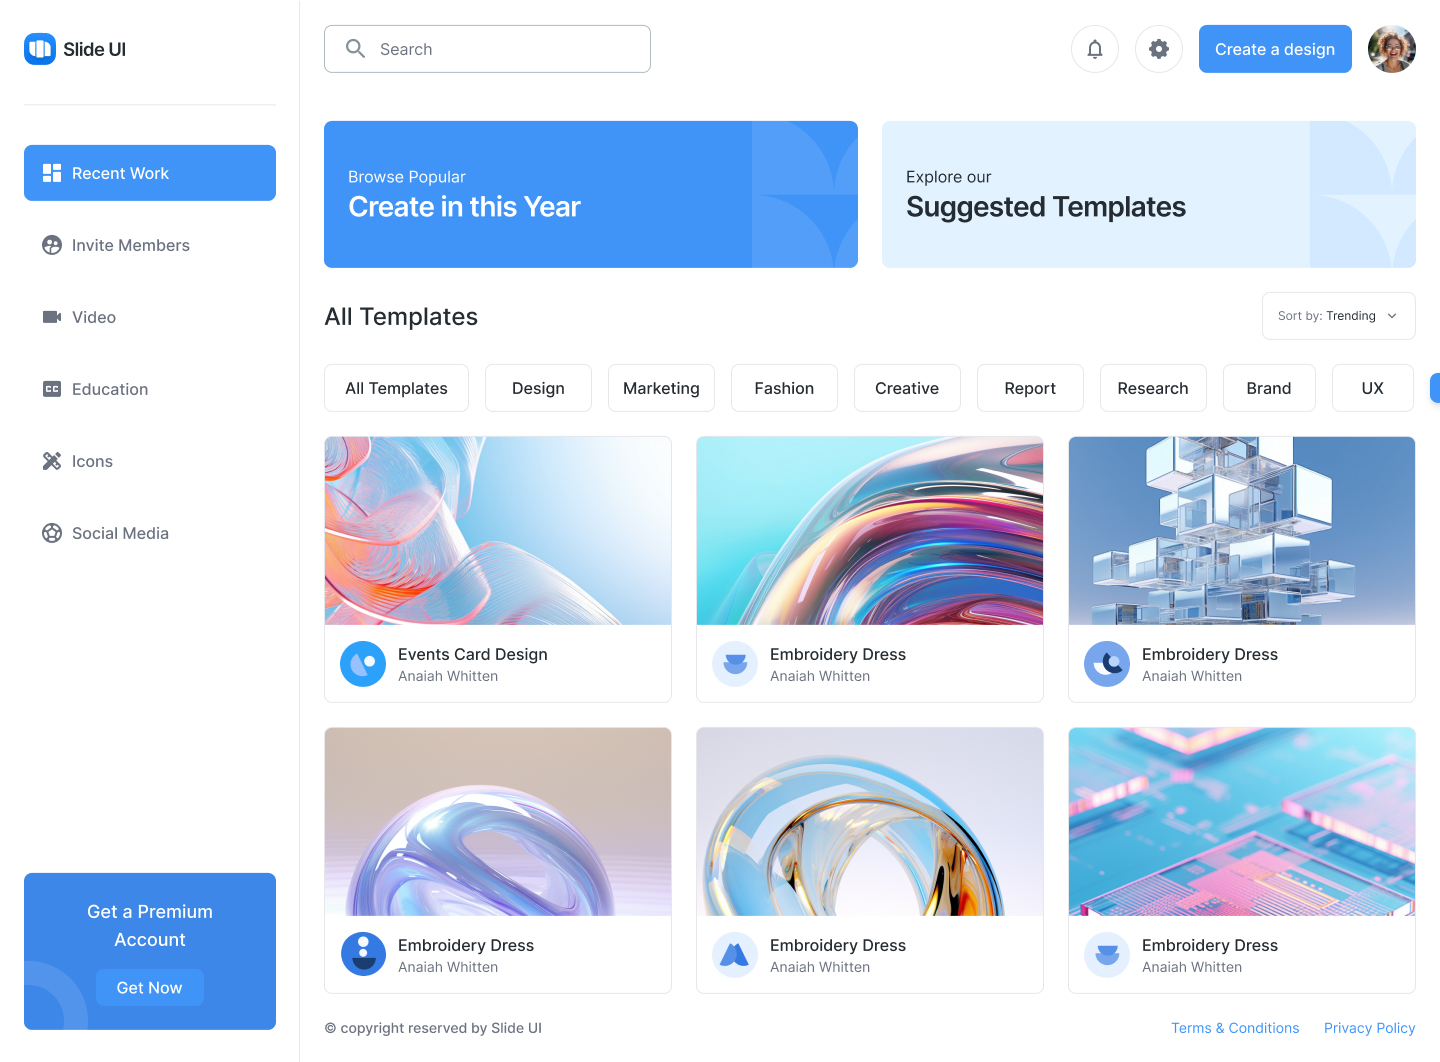 Slide UI
Search
Create a design
Recent Work
Invite Members
Video
CC Education
Icons
Social Media
Get a Premium
Account
Get Now
Browse Popular
Create in this Year
Explore our
Suggested Templates
All Templates
Sort by: Trending
All Templates
Design
Marketing
Fashion
Creative
Report
Research
Brand
UX
Events Card Design
Anaiah Whitten
Embroidery Dress
Anaiah Whitten
Embroidery Dress
Anaiah Whitten
Embroidery Dress
Anaiah Whitten
Embroidery Dress
Anaiah Whitten
Embroidery Dress
Anaiah Whitten
© copyright reserved by Slide UI
Terms & Conditions
Privacy Policy